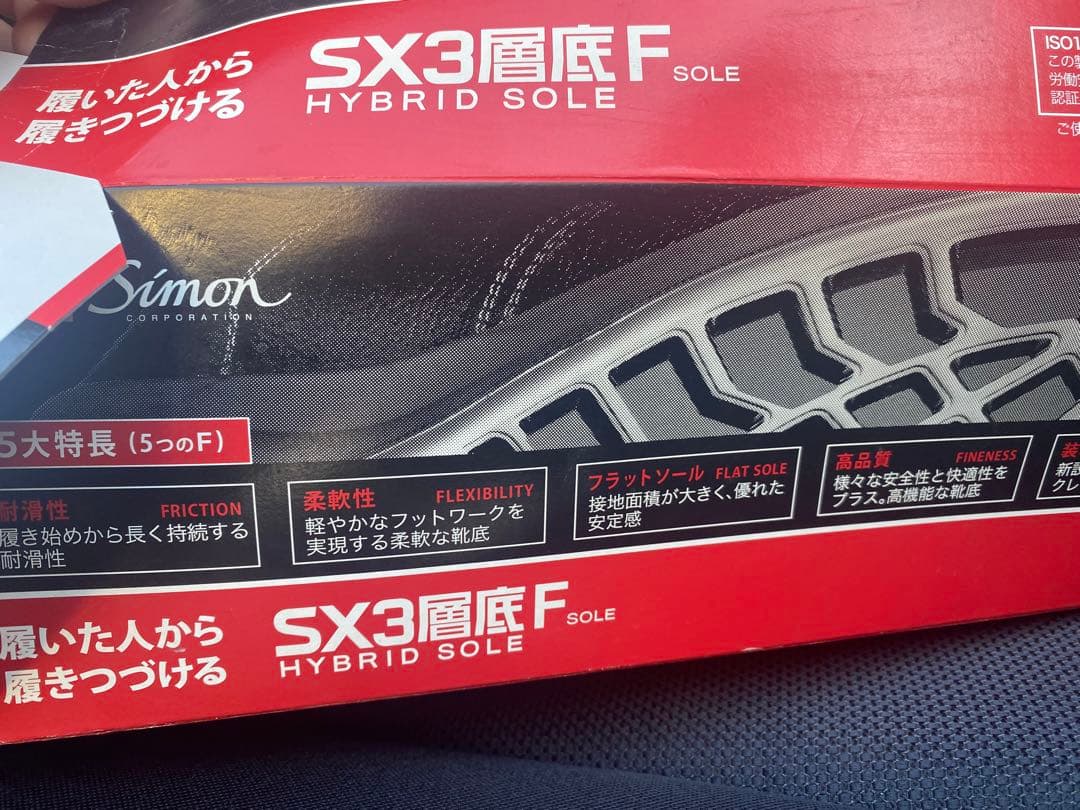 履いた人から
履きつづける
SX3層底F SOLE
HYBRID SOLE
ISO1
この
労働
認証
ご使
Simon
CORPORATION
5大特長（5つのF）
耐滑性 FRICTION
履き始めから長く持続する
耐滑性
柔軟性 FLEXIBILITY
軽やかなフットワークを
実現する柔軟な靴底
フラットソール FLAT SOLE
接地面積が大きく、優れた
安定感
高品質 FINENESS
様々な安全性と快適性を
プラス。高機能な靴底
装
新設
クレ
履いた人から
履きつづける
SX3層底F SOLE
HYBRID SOLE